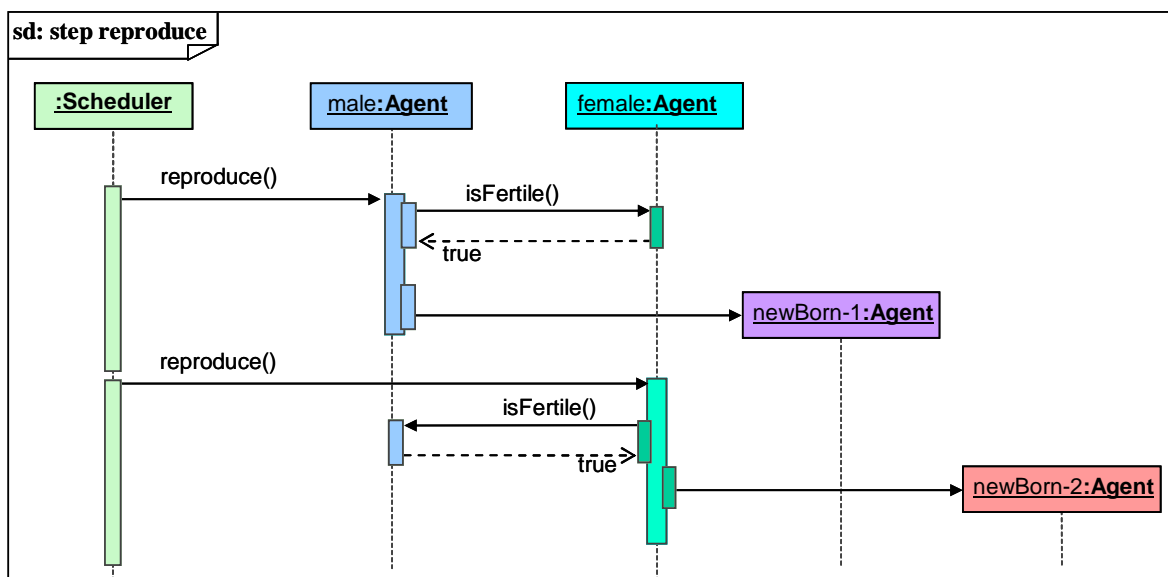 sd: step reproduce
:Scheduler
male:Agent
female:Agent
reproduce()
isFertile()
true
newBorn-1:Agent
reproduce()
isFertile()
true
newBorn-2:Agent